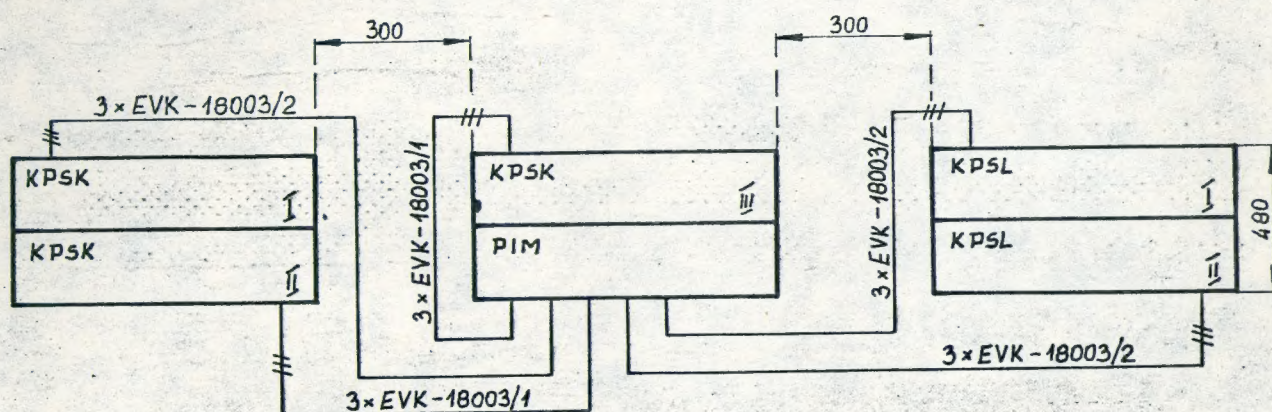 300
300
3×EVK-18003/2
3×EVK-18003/1
3×EVK-18003/2
KPSK
I
KPSK
II
KPSK
III
PIM
KPSL
I
KPSL
II
480
3×EVK-18003/2
3×EVK-18003/1